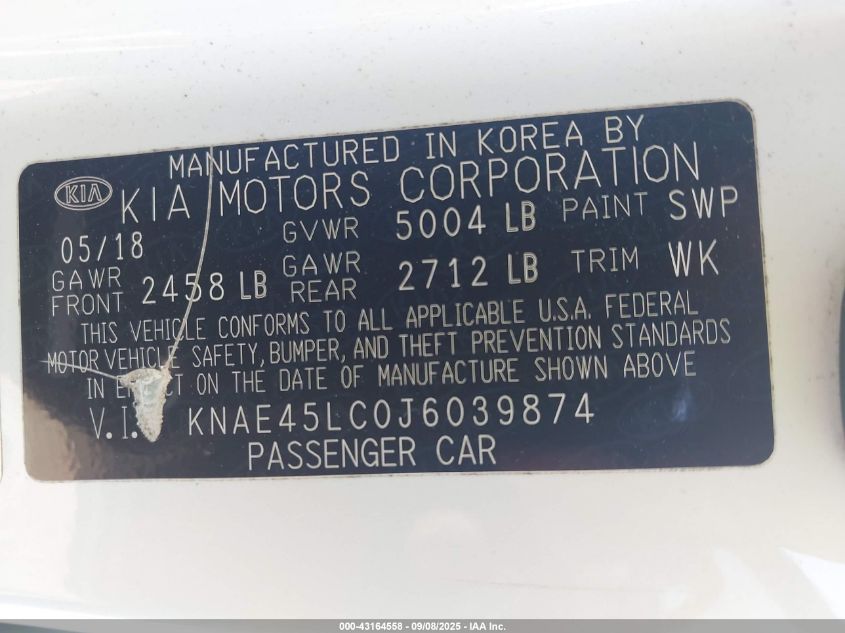 MANUFACTURED IN KOREA BY
KIA KIA MOTORS CORPORATION
05/18 GVWR 5004 LB PAINT SWP
GAWR FRONT 2458 LB GAWR REAR 2712 LB TRIM WK
THIS VEHICLE CONFORMS TO ALL APPLICABLE U.S.A. FEDERAL
MOTOR VEHICLE SAFETY, BUMPER, AND THEFT PREVENTION STANDARDS
IN EFFECT ON THE DATE OF MANUFACTURE SHOWN ABOVE
V.I. KNAE45LC0J6039874
PASSENGER CAR
000-43164558 - 09/08/2025 - IAA Inc.